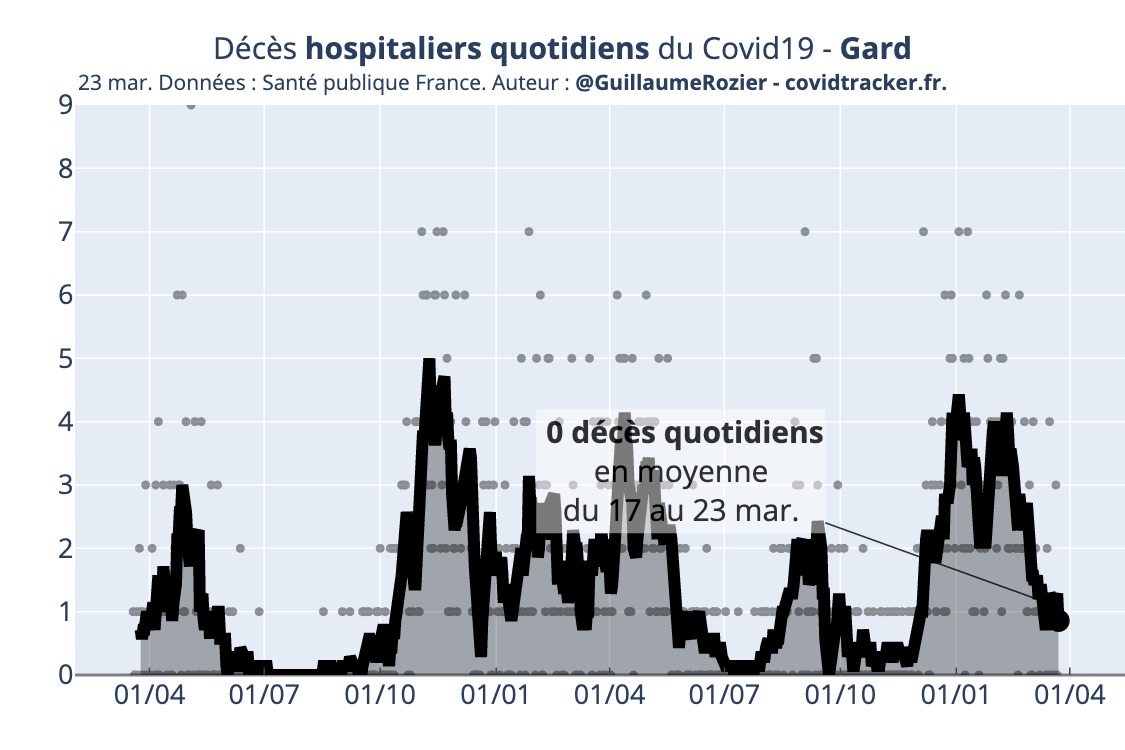 Décès hospitaliers quotidiens du Covid19 - Gard
23 mar. Données : Santé publique France. Auteur : @GuillaumeRozier - covidtracker.fr.
9
8
7
6
5
4
3
2
1
0
0 décès quotidiens
en moyenne
du 17 au 23 mar.
01/04 01/07 01/10 01/01 01/04 01/07 01/10 01/01 01/04